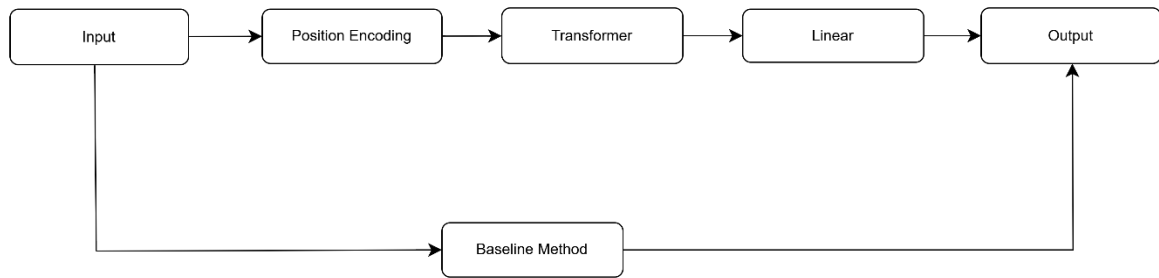 Input
Position Encoding
Transformer
Linear
Output
Baseline Method